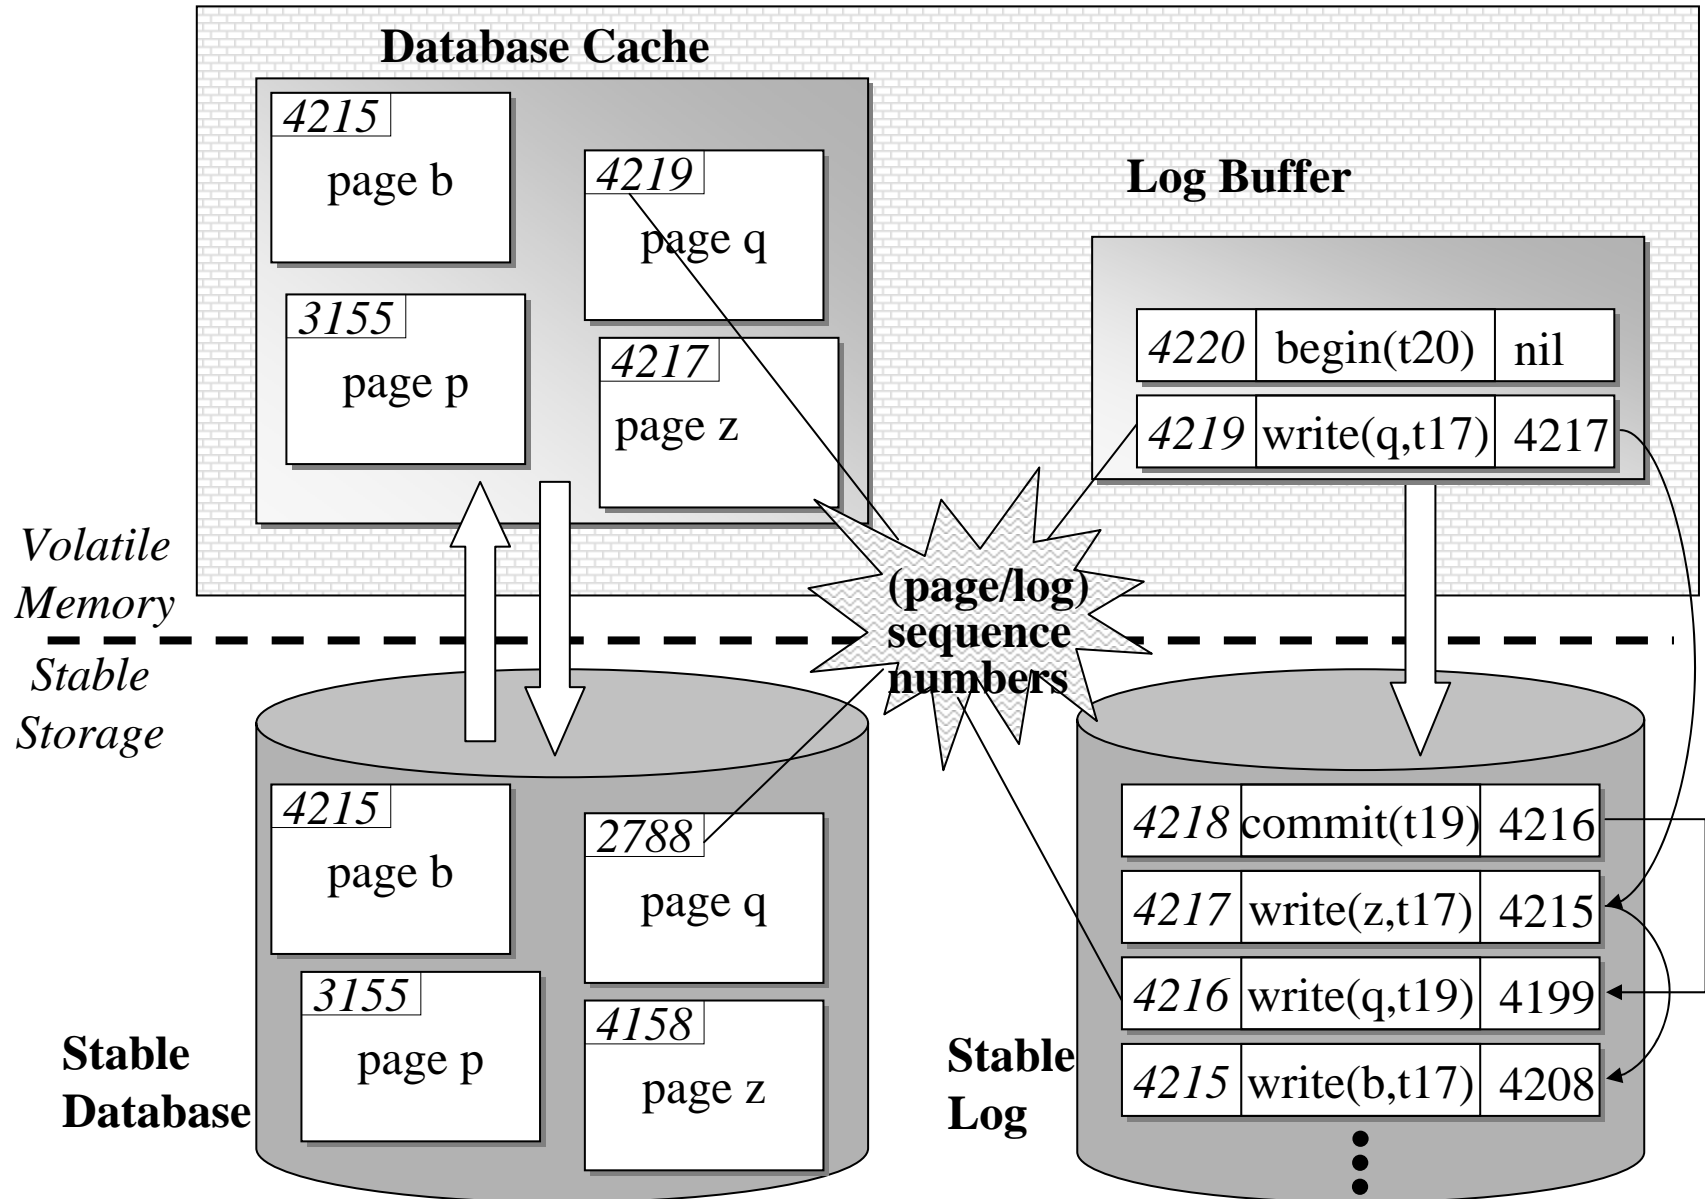 Database Cache
4215
page b
4219
page q
3155
page p
4217
page z
Log Buffer
4220 begin(t20) nil
4219 write(q,t17) 4217
Volatile
Memory
(page/log)
sequence
numbers
Stable
Storage
4215
page b
2788
page q
3155
page p
4158
page z
Stable
Database
4218 commit(t19) 4216
4217 write(z,t17) 4215
4216 write(q,t19) 4199
4215 write(b,t17) 4208
Stable
Log